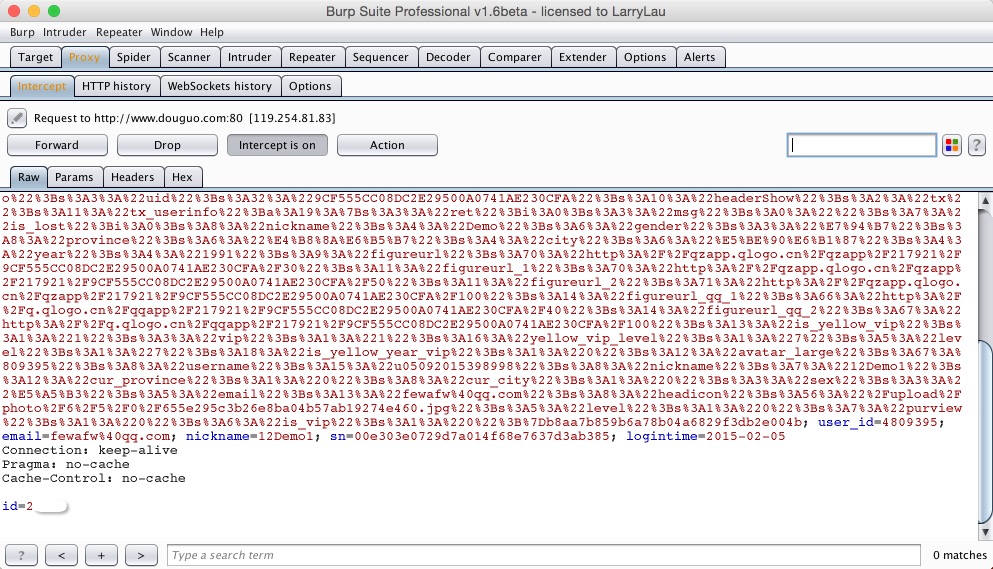 Burp Suite Professional v1.6beta - licensed to LarryLau
Burp Intruder Repeater Window Help
Target Proxy Spider Scanner Intruder Repeater Sequencer Decoder Comparer Extender Options Alerts
Intercept HTTP history WebSockets history Options
Request to http://www.douguo.com:80 [119.254.81.83]
Forward Drop Intercept is on Action ?
Raw Params Headers Hex
o%22%3Bs%3A3%3A%22uid%22%3Bs%3A32%3A%229CF555CC08DC2E29500A0741AE230CFA%22%3Bs%3A10%3A%22headerShow%22%3Bs%3A2%3A%22tx%2
2%3Bs%3A11%3A%22tx_userinfo%22%3Ba%3A19%3A%7Bs%3A3%3A%22ret%22%3Bi%3A0%3Bs%3A3%3A%22msg%22%3Bs%3A0%3A%22%22%3Bs%3A7%3A%2
2is_lost%22%3Bi%3A0%3Bs%3A8%3A%22nickname%22%3Bs%3A4%3A%22Demo%22%3Bs%3A6%3A%22gender%22%3Bs%3A3%3A%22%E7%94%B7%22%3Bs%3
A8%3A%22province%22%3Bs%3A6%3A%22%E4%B8%8A%E6%B5%B7%22%3Bs%3A4%3A%22city%22%3Bs%3A6%3A%22%E5%BE%90%E6%B1%87%22%3Bs%3A4%3
A%22year%22%3Bs%3A4%3A%221991%22%3Bs%3A9%3A%22figureurl%22%3Bs%3A70%3A%22http%3A%2F%2Fqzapp.qlogo.cn%2Fqzapp%2F217921%2F
9CF555CC08DC2E29500A0741AE230CFA%2F30%22%3Bs%3A11%3A%22figureurl_1%22%3Bs%3A70%3A%22http%3A%2F%2Fqzapp.qlogo.cn%2Fqzapp%
2F217921%2F9CF555CC08DC2E29500A0741AE230CFA%2F50%22%3Bs%3A11%3A%22figureurl_2%22%3Bs%3A71%3A%22http%3A%2F%2Fqzapp.qlogo.
cn%2Fqzapp%2F217921%2F9CF555CC08DC2E29500A0741AE230CFA%2F100%22%3Bs%3A14%3A%22figureurl_qq_1%22%3Bs%3A66%3A%22http%3A%2F
%2Fq.qlogo.cn%2Fqqapp%2F217921%2F9CF555CC08DC2E29500A0741AE230CFA%2F40%22%3Bs%3A14%3A%22figureurl_qq_2%22%3Bs%3A67%3A%22
http%3A%2F%2Fq.qlogo.cn%2Fqqapp%2F217921%2F9CF555CC08DC2E29500A0741AE230CFA%2F100%22%3Bs%3A13%3A%22is_yellow_vip%22%3Bs%
3A1%3A%221%22%3Bs%3A3%3A%22vip%22%3Bs%3A1%3A%221%22%3Bs%3A16%3A%22yellow_vip_level%22%3Bs%3A1%3A%227%22%3Bs%3A5%3A%22lev
el%22%3Bs%3A1%3A%227%22%3Bs%3A18%3A%22is_yellow_year_vip%22%3Bs%3A1%3A%220%22%3Bs%3A12%3A%22avatar_large%22%3Bs%3A67%3A%
809395%22%3Bs%3A8%3A%22username%22%3Bs%3A15%3A%22u05092015398998%22%3Bs%3A8%3A%22nickname%22%3Bs%3A7%3A%2212Demo1%22%3Bs
%3A12%3A%22cur_province%22%3Bs%3A1%3A%220%22%3Bs%3A8%3A%22cur_city%22%3Bs%3A1%3A%220%22%3Bs%3A3%3A%22sex%22%3Bs%3A3%3A%2
2%E5%A5%B3%22%3Bs%3A5%3A%22email%22%3Bs%3A13%3A%22fewafw%40qq.com%22%3Bs%3A8%3A%22headicon%22%3Bs%3A56%3A%22%2Fupload%2F
photo%2F6%2F5%2F0%2F655e295c3b26e8ba04b57ab19274e460.jpg%22%3Bs%3A5%3A%22level%22%3Bs%3A1%3A%220%22%3Bs%3A7%3A%22purview
%22%3Bs%3A1%3A%220%22%3Bs%3A6%3A%22is_vip%22%3Bs%3A1%3A%220%22%3B%7Db8aa7b859b6a78b04a6829f3db2e004b; user_id=4809395;
email=fewafw%40qq.com; nickname=12Demo1; sn=00e303e0729d7a014f68e7637d3ab385; logintime=2015-02-05
Connection: keep-alive
Pragma: no-cache
Cache-Control: no-cache
id=2
? < + > Type a search term 0 matches